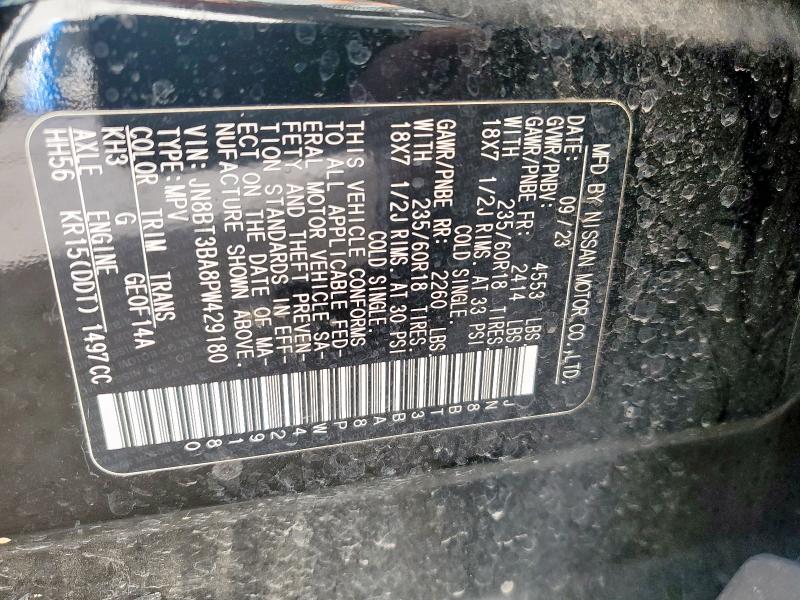 MFD BY NISSAN MOTOR CO.,LTD.
DATE: 09 / 23
GVWR/PNBV: 4553 LBS
GAWR/PNBE FR: 2414 LBS
WITH 235/60R18 TIRES
18X7 1/2J RIMS AT 33 PSI
COLD SINGLE.
GAWR/PNBE RR: 2260 LBS
WITH 235/60R18 TIRES.
18X7 1/2J RIMS AT 30 PSI
COLD SINGLE
THIS VEHICLE CONFORMS
TO ALL APPLICABLE FED-
ERAL MOTOR VEHICLE SA-
FETY AND THEFT PREVEN-
TION STANDARDS IN EFF-
ECT ON THE DATE OF MA-
NUFACTURE SHOWN ABOVE.
VIN: JN8BT3BA8PW429180
TYPE:MPV
COLOR TRIM TRANS
KH3 G GE0F14A
AXLE ENGINE
HH56 KR15(DDT) 1497CC
JN8BT3BA8PW429180